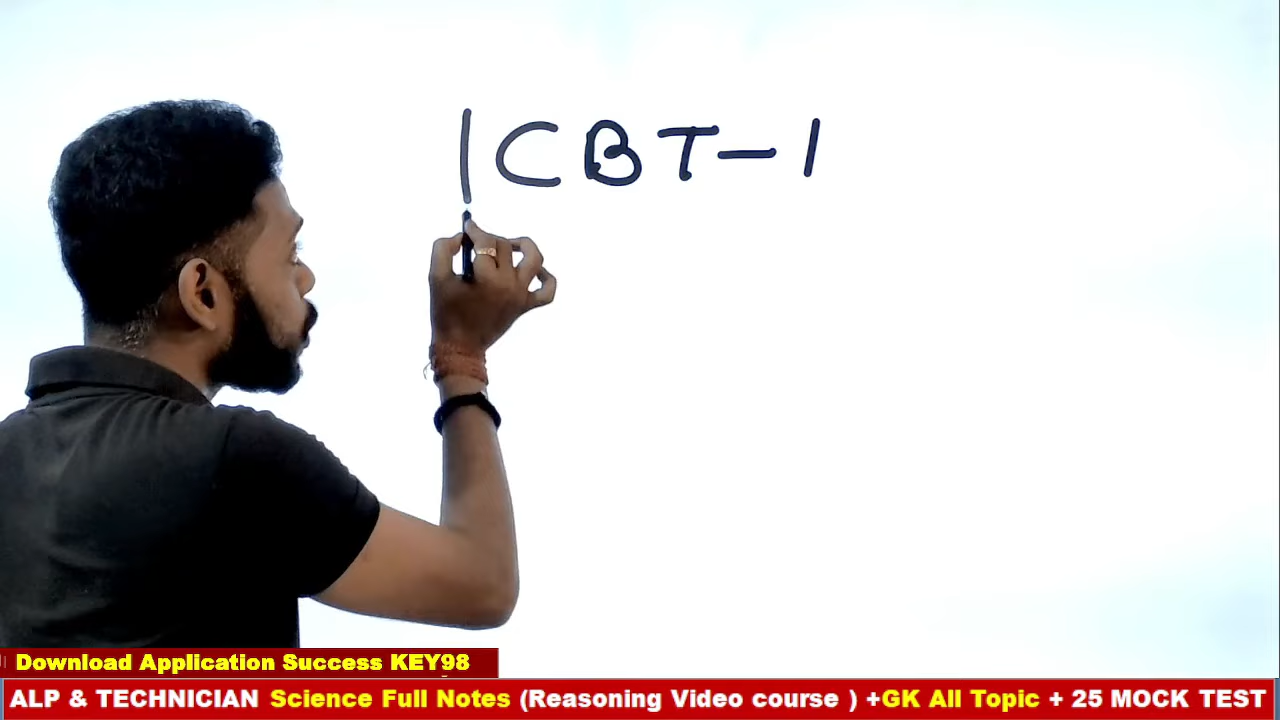 CBT-1
Download Application Success KEY98
ALP & TECHNICIAN Science Full Notes (Reasoning Video course ) +GK All Topic + 25 MOCK TEST